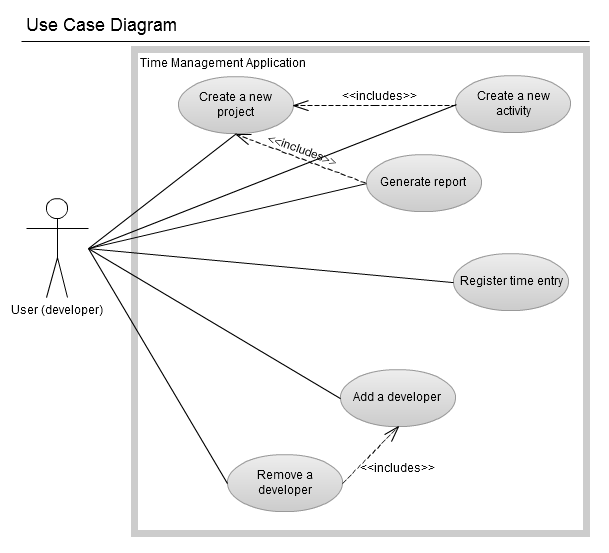 Use Case Diagram
Time Management Application
Create a new
project
<<includes>>
Create a new
activity
<<includes>>
Generate report
User (developer)
Register time entry
Add a developer
<<includes>>
Remove a
developer